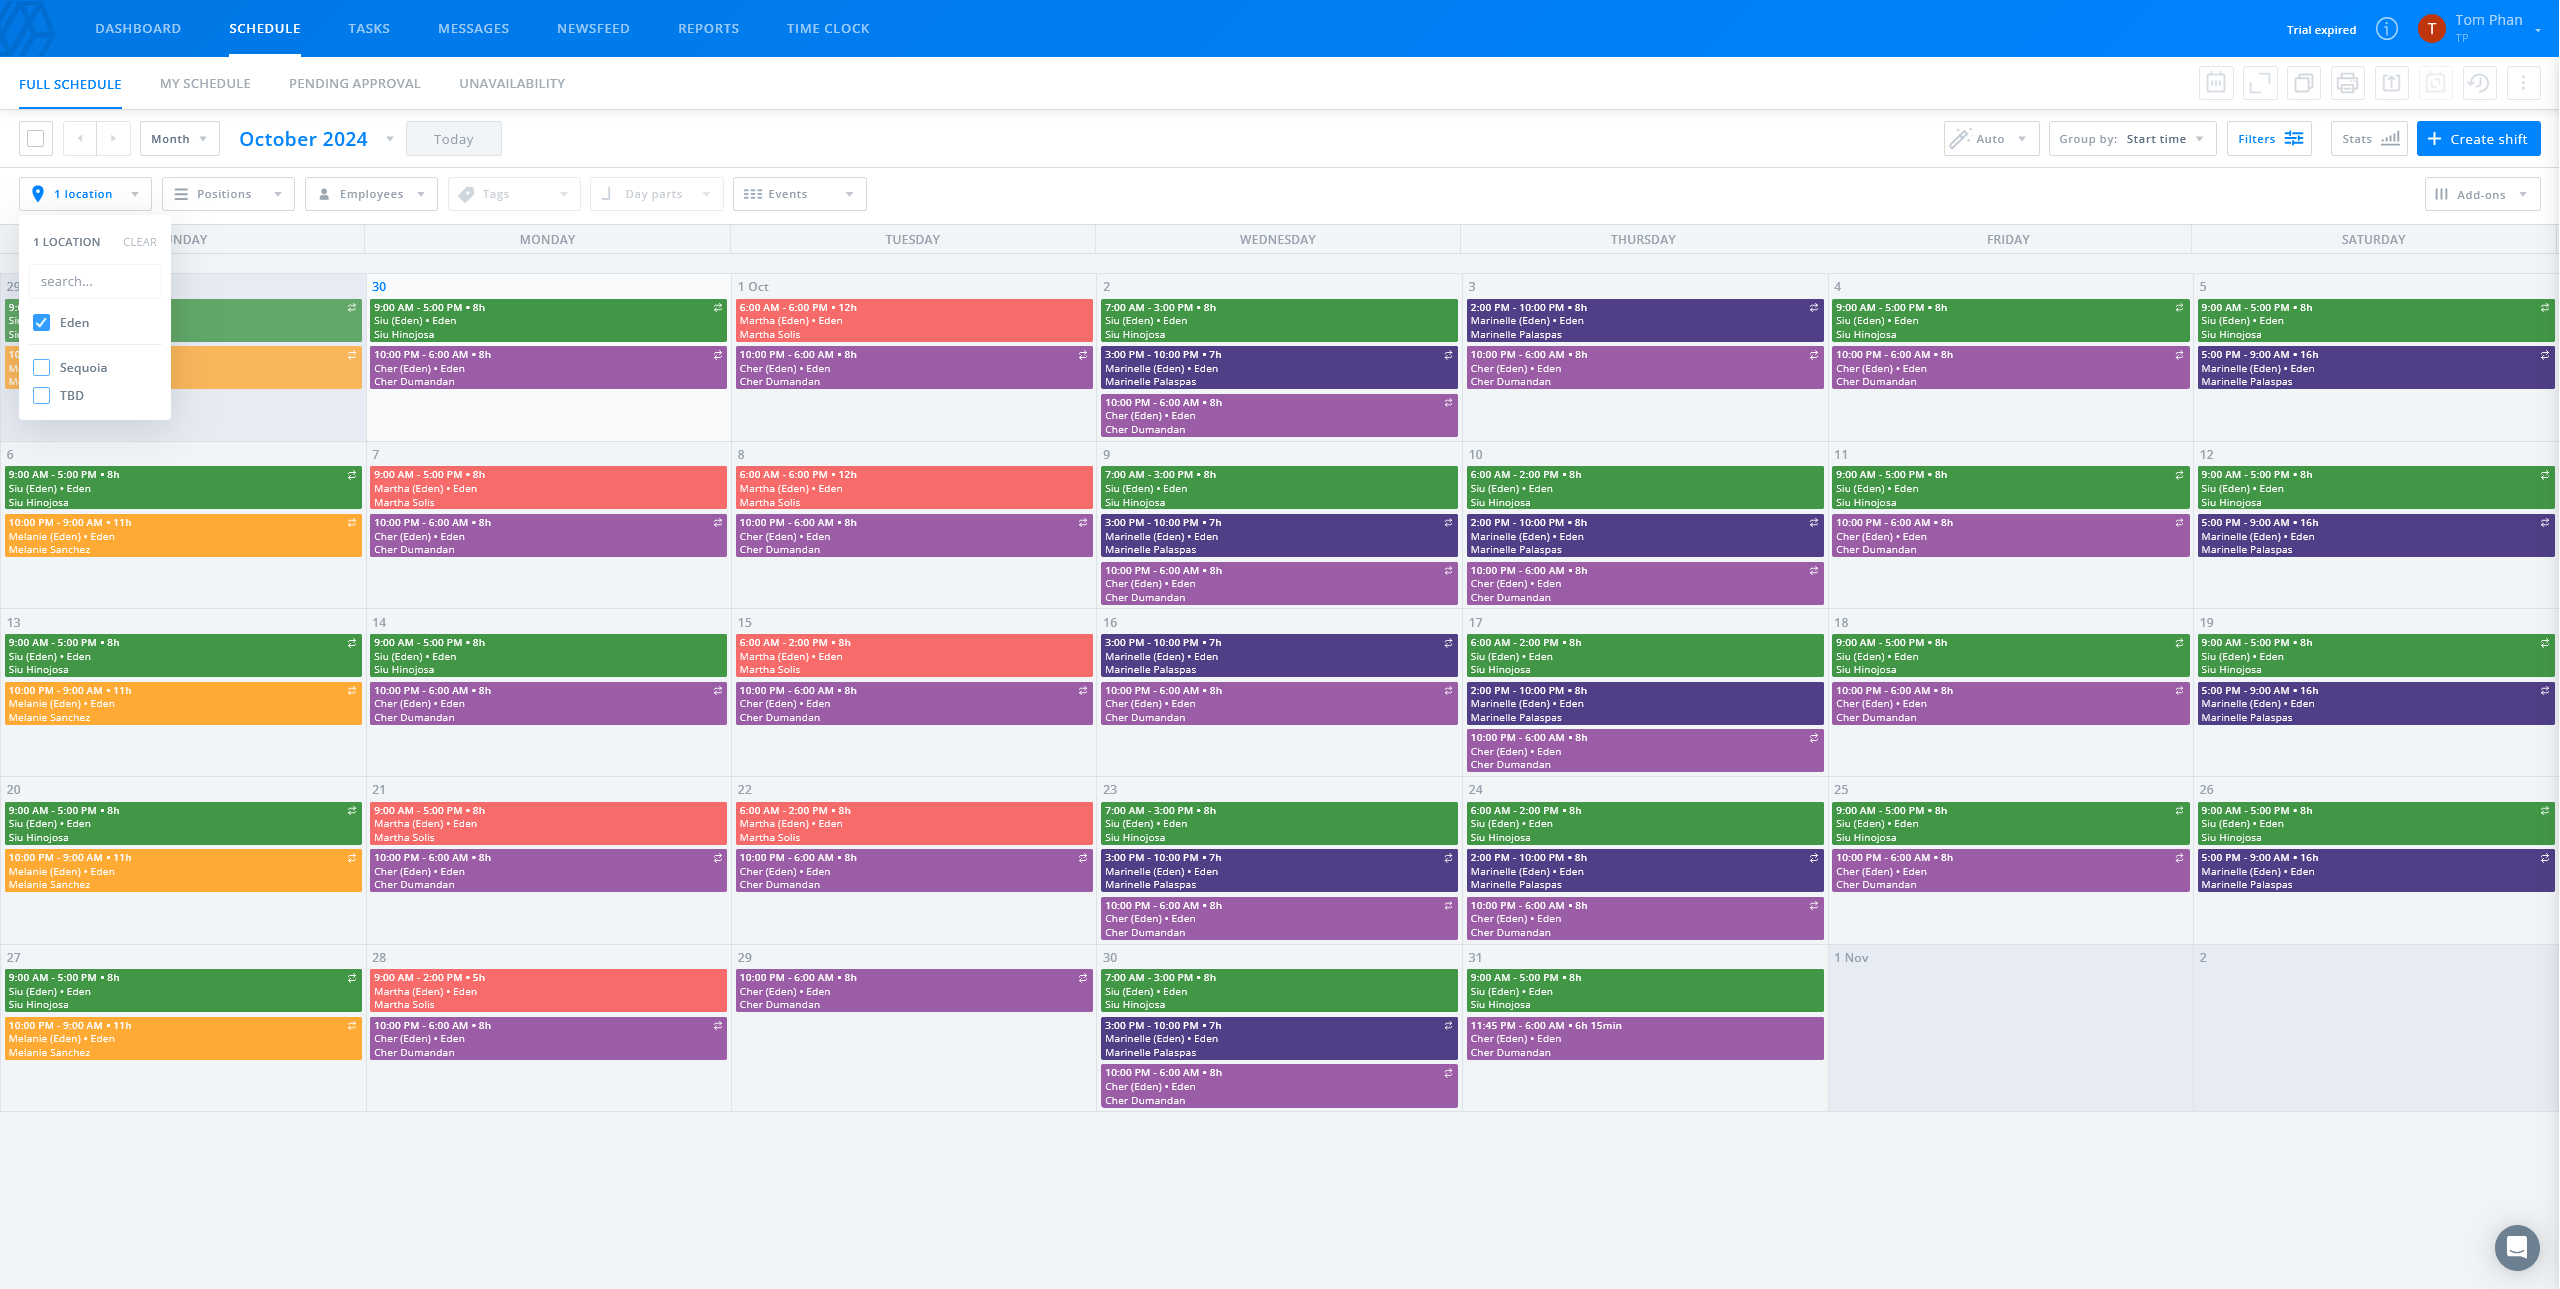 DASHBOARD SCHEDULE TASKS MESSAGES NEWSFEED REPORTS TIME CLOCK Trial expired T Tom Phan
TP
FULL SCHEDULE MY SCHEDULE PENDING APPROVAL UNAVAILABILITY
Month October 2024 Today Auto Group by: Start time Filters Stats Create shift
1 location Positions Employees Tags Day parts Events Add-ons
1 LOCATION CLEAR
search...
Eden
Sequoia
TBD
NDAY MONDAY TUESDAY WEDNESDAY THURSDAY FRIDAY SATURDAY
29
30
9:00 AM - 5:00 PM • 8h
Siu (Eden) • Eden
Siu Hinojosa
10:00 PM - 6:00 AM • 8h
Cher (Eden) • Eden
Cher Dumandan
1 Oct
6:00 AM - 6:00 PM • 12h
Martha (Eden) • Eden
Martha Solis
10:00 PM - 6:00 AM • 8h
Cher (Eden) • Eden
Cher Dumandan
2
7:00 AM - 3:00 PM • 8h
Siu (Eden) • Eden
Siu Hinojosa
3:00 PM - 10:00 PM • 7h
Marinelle (Eden) • Eden
Marinelle Palaspas
10:00 PM - 6:00 AM • 8h
Cher (Eden) • Eden
Cher Dumandan
3
2:00 PM - 10:00 PM • 8h
Marinelle (Eden) • Eden
Marinelle Palaspas
10:00 PM - 6:00 AM • 8h
Cher (Eden) • Eden
Cher Dumandan
4
9:00 AM - 5:00 PM • 8h
Siu (Eden) • Eden
Siu Hinojosa
10:00 PM - 6:00 AM • 8h
Cher (Eden) • Eden
Cher Dumandan
5
9:00 AM - 5:00 PM • 8h
Siu (Eden) • Eden
Siu Hinojosa
5:00 PM - 9:00 AM • 16h
Marinelle (Eden) • Eden
Marinelle Palaspas
6
9:00 AM - 5:00 PM • 8h
Siu (Eden) • Eden
Siu Hinojosa
10:00 PM - 9:00 AM • 11h
Melanie (Eden) • Eden
Melanie Sanchez
7
9:00 AM - 5:00 PM • 8h
Martha (Eden) • Eden
Martha Solis
10:00 PM - 6:00 AM • 8h
Cher (Eden) • Eden
Cher Dumandan
8
6:00 AM - 6:00 PM • 12h
Martha (Eden) • Eden
Martha Solis
10:00 PM - 6:00 AM • 8h
Cher (Eden) • Eden
Cher Dumandan
9
7:00 AM - 3:00 PM • 8h
Siu (Eden) • Eden
Siu Hinojosa
3:00 PM - 10:00 PM • 7h
Marinelle (Eden) • Eden
Marinelle Palaspas
10:00 PM - 6:00 AM • 8h
Cher (Eden) • Eden
Cher Dumandan
10
6:00 AM - 2:00 PM • 8h
Siu (Eden) • Eden
Siu Hinojosa
2:00 PM - 10:00 PM • 8h
Marinelle (Eden) • Eden
Marinelle Palaspas
10:00 PM - 6:00 AM • 8h
Cher (Eden) • Eden
Cher Dumandan
11
9:00 AM - 5:00 PM • 8h
Siu (Eden) • Eden
Siu Hinojosa
10:00 PM - 6:00 AM • 8h
Cher (Eden) • Eden
Cher Dumandan
12
9:00 AM - 5:00 PM • 8h
Siu (Eden) • Eden
Siu Hinojosa
5:00 PM - 9:00 AM • 16h
Marinelle (Eden) • Eden
Marinelle Palaspas
13
9:00 AM - 5:00 PM • 8h
Siu (Eden) • Eden
Siu Hinojosa
10:00 PM - 9:00 AM • 11h
Melanie (Eden) • Eden
Melanie Sanchez
14
9:00 AM - 5:00 PM • 8h
Siu (Eden) • Eden
Siu Hinojosa
10:00 PM - 6:00 AM • 8h
Cher (Eden) • Eden
Cher Dumandan
15
6:00 AM - 2:00 PM • 8h
Martha (Eden) • Eden
Martha Solis
10:00 PM - 6:00 AM • 8h
Cher (Eden) • Eden
Cher Dumandan
16
3:00 PM - 10:00 PM • 7h
Marinelle (Eden) • Eden
Marinelle Palaspas
10:00 PM - 6:00 AM • 8h
Cher (Eden) • Eden
Cher Dumandan
17
6:00 AM - 2:00 PM • 8h
Siu (Eden) • Eden
Siu Hinojosa
2:00 PM - 10:00 PM • 8h
Marinelle (Eden) • Eden
Marinelle Palaspas
10:00 PM - 6:00 AM • 8h
Cher (Eden) • Eden
Cher Dumandan
18
9:00 AM - 5:00 PM • 8h
Siu (Eden) • Eden
Siu Hinojosa
10:00 PM - 6:00 AM • 8h
Cher (Eden) • Eden
Cher Dumandan
19
9:00 AM - 5:00 PM • 8h
Siu (Eden) • Eden
Siu Hinojosa
5:00 PM - 9:00 AM • 16h
Marinelle (Eden) • Eden
Marinelle Palaspas
20
9:00 AM - 5:00 PM • 8h
Siu (Eden) • Eden
Siu Hinojosa
10:00 PM - 9:00 AM • 11h
Melanie (Eden) • Eden
Melanie Sanchez
21
9:00 AM - 5:00 PM • 8h
Martha (Eden) • Eden
Martha Solis
10:00 PM - 6:00 AM • 8h
Cher (Eden) • Eden
Cher Dumandan
22
6:00 AM - 2:00 PM • 8h
Martha (Eden) • Eden
Martha Solis
10:00 PM - 6:00 AM • 8h
Cher (Eden) • Eden
Cher Dumandan
23
7:00 AM - 3:00 PM • 8h
Siu (Eden) • Eden
Siu Hinojosa
3:00 PM - 10:00 PM • 7h
Marinelle (Eden) • Eden
Marinelle Palaspas
10:00 PM - 6:00 AM • 8h
Cher (Eden) • Eden
Cher Dumandan
24
6:00 AM - 2:00 PM • 8h
Siu (Eden) • Eden
Siu Hinojosa
2:00 PM - 10:00 PM • 8h
Marinelle (Eden) • Eden
Marinelle Palaspas
10:00 PM - 6:00 AM • 8h
Cher (Eden) • Eden
Cher Dumandan
25
9:00 AM - 5:00 PM • 8h
Siu (Eden) • Eden
Siu Hinojosa
10:00 PM - 6:00 AM • 8h
Cher (Eden) • Eden
Cher Dumandan
26
9:00 AM - 5:00 PM • 8h
Siu (Eden) • Eden
Siu Hinojosa
5:00 PM - 9:00 AM • 16h
Marinelle (Eden) • Eden
Marinelle Palaspas
27
9:00 AM - 5:00 PM • 8h
Siu (Eden) • Eden
Siu Hinojosa
10:00 PM - 9:00 AM • 11h
Melanie (Eden) • Eden
Melanie Sanchez
28
9:00 AM - 2:00 PM • 5h
Martha (Eden) • Eden
Martha Solis
10:00 PM - 6:00 AM • 8h
Cher (Eden) • Eden
Cher Dumandan
29
10:00 PM - 6:00 AM • 8h
Cher (Eden) • Eden
Cher Dumandan
30
7:00 AM - 3:00 PM • 8h
Siu (Eden) • Eden
Siu Hinojosa
3:00 PM - 10:00 PM • 7h
Marinelle (Eden) • Eden
Marinelle Palaspas
10:00 PM - 6:00 AM • 8h
Cher (Eden) • Eden
Cher Dumandan
31
9:00 AM - 5:00 PM • 8h
Siu (Eden) • Eden
Siu Hinojosa
11:45 PM - 6:00 AM • 6h 15min
Cher (Eden) • Eden
Cher Dumandan
1 Nov
2